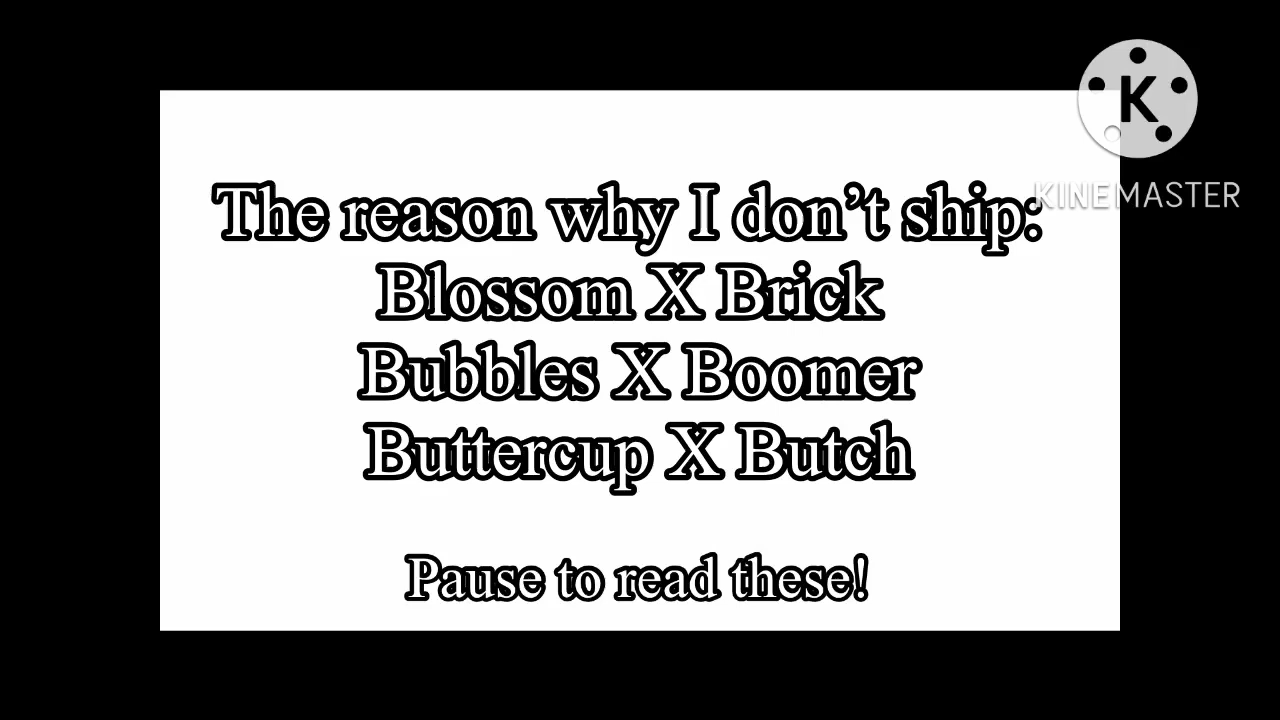 K
KINEMASTER
The reason why I don't ship:
Blossom X Brick
Bubbles X Boomer
Buttercup X Butch
Pause to read these!